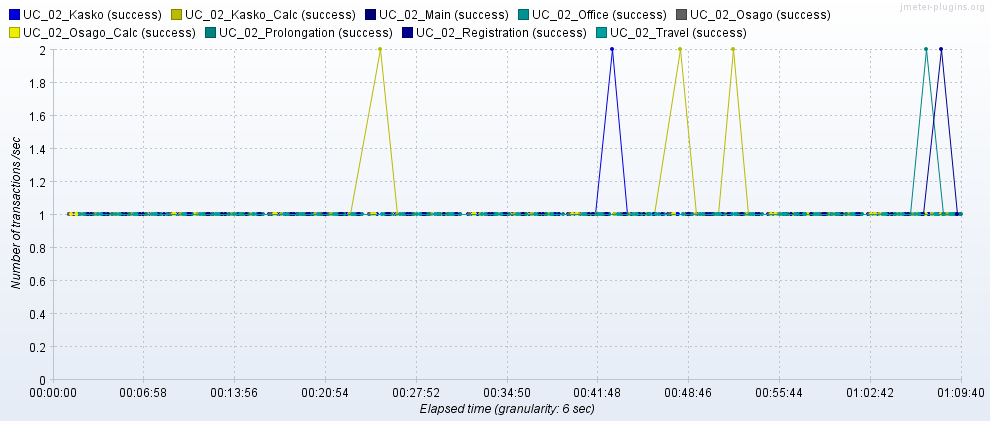 jmeter-plugins.org
UC_02_Kasko (success) UC_02_Kasko_Calc (success) UC_02_Main (success) UC_02_Office (success) UC_02_Osago (success)
UC_02_Osago_Calc (success) UC_02_Prolongation (success) UC_02_Registration (success) UC_02_Travel (success)
2
1.8
1.6
1.4
1.2
1
0.8
0.6
0.4
0.2
0
Number of transactions /sec
00:00:00 00:06:58 00:13:56 00:20:54 00:27:52 00:34:50 00:41:48 00:48:46 00:55:44 01:02:42 01:09:40
Elapsed time (granularity: 6 sec)